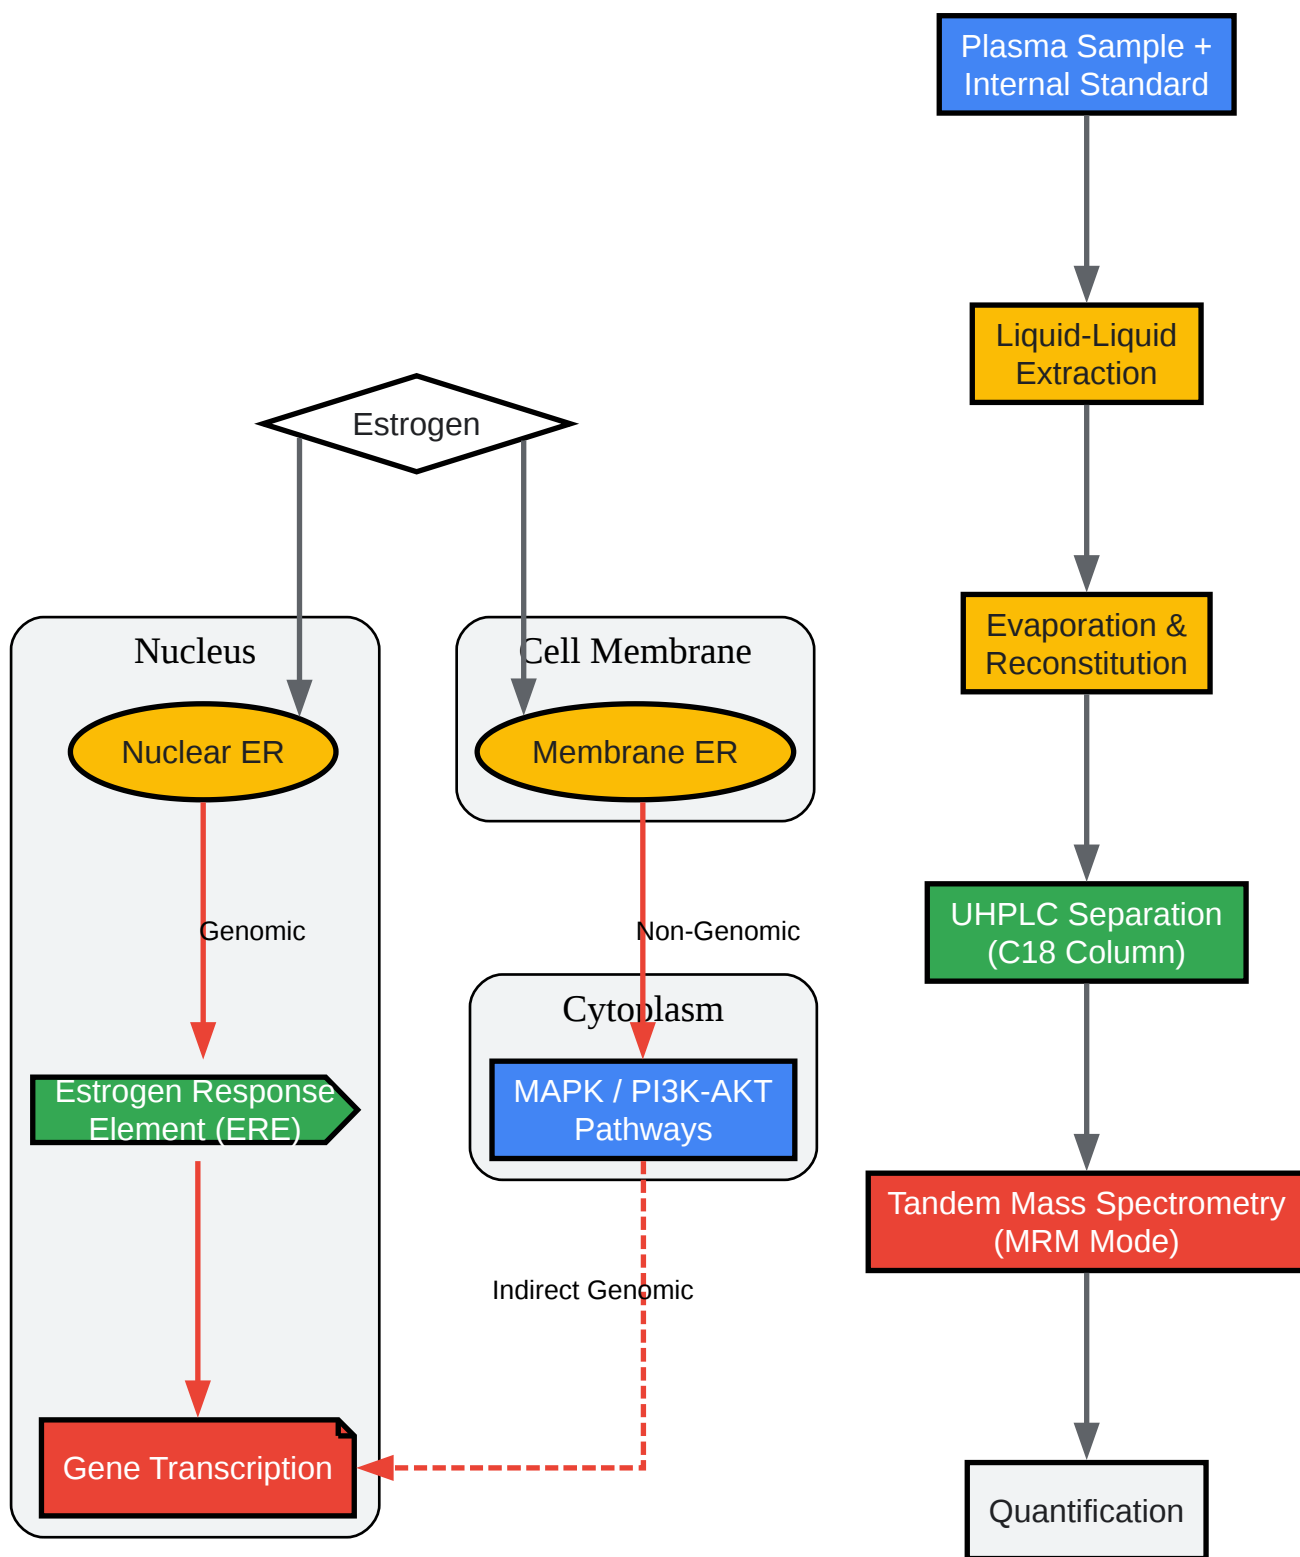 Estrogen
Nucleus
Nuclear ER
Genomic
Estrogen Response
Element (ERE)
Gene Transcription
Cell Membrane
Membrane ER
Non-Genomic
Cytoplasm
MAPK / PI3K-AKT
Pathways
Indirect Genomic
Plasma Sample +
Internal Standard
Liquid-Liquid
Extraction
Evaporation &
Reconstitution
UHPLC Separation
(C18 Column)
Tandem Mass Spectrometry
(MRM Mode)
Quantification